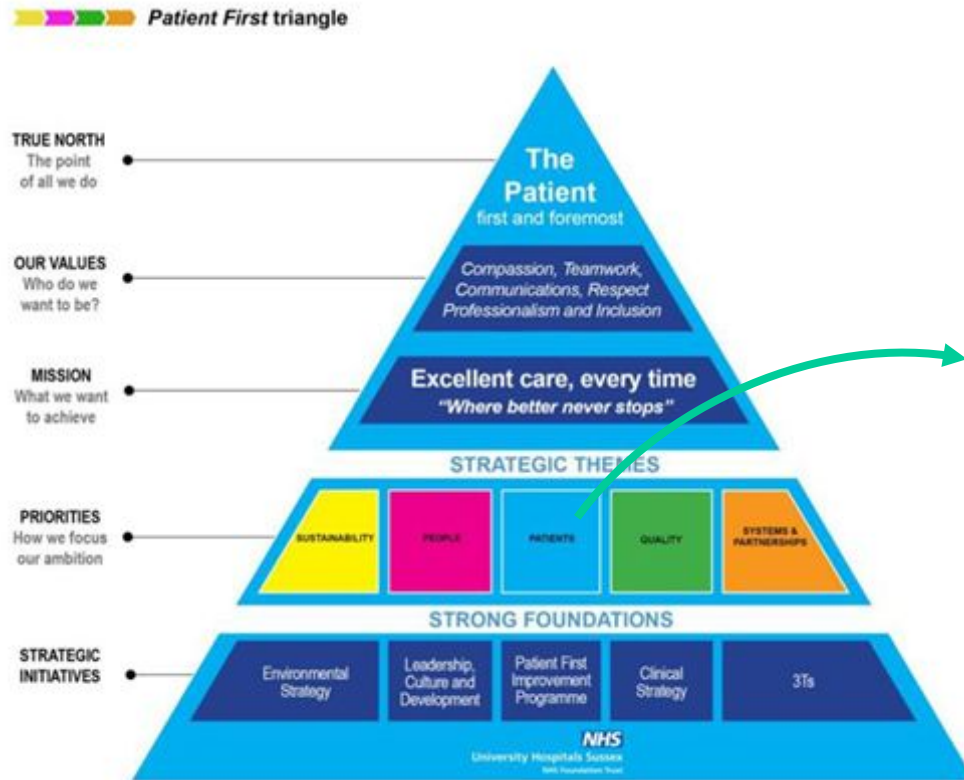 Patient First triangle
TRUE NORTH
The point
of all we do
The
Patient
first and foremost
OUR VALUES
Who do we
want to be?
Compassion, Teamwork,
Communications, Respect
Professionalism and Inclusion
MISSION
What we want
to achieve
Excellent care, every time
"Where better never stops"
STRATEGIC THEMES
PRIORITIES
How we focus
our ambition
SUSTAINABILITY
PEOPLE
PATIENTS
QUALITY
SYSTEMS &
PARTNERSHIPS
STRONG FOUNDATIONS
STRATEGIC
INITIATIVES
Environmental
Strategy
Leadership,
Culture and
Development
Patient First
Improvement
Programme
Clinical
Strategy
3Ts
NHS
University Hospitals Sussex
NHS Foundation Trust